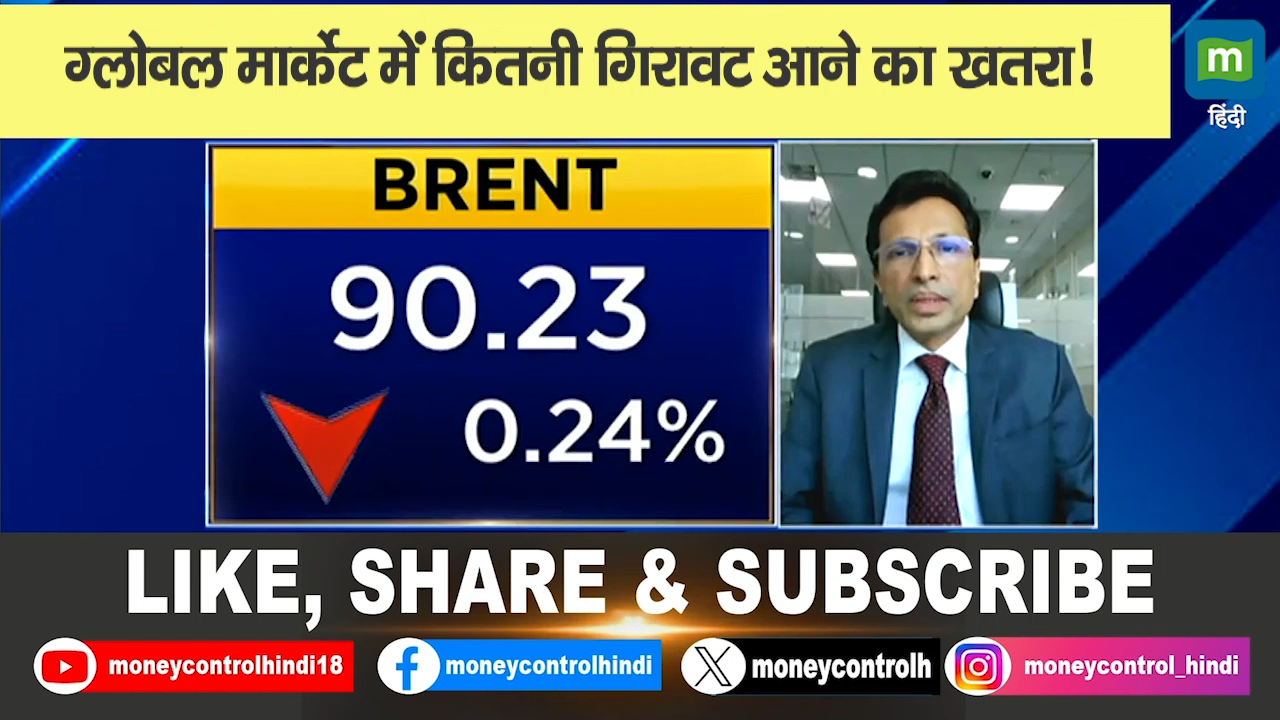 ग्लोबल मार्केट में कितनी गिरावट आने का खतरा!
m
हिंदी
BRENT
90.23
0.24%
LIKE, SHARE & SUBSCRIBE
moneycontrolhindi18
moneycontrolhindi
moneycontrolh
moneycontrol_hindi